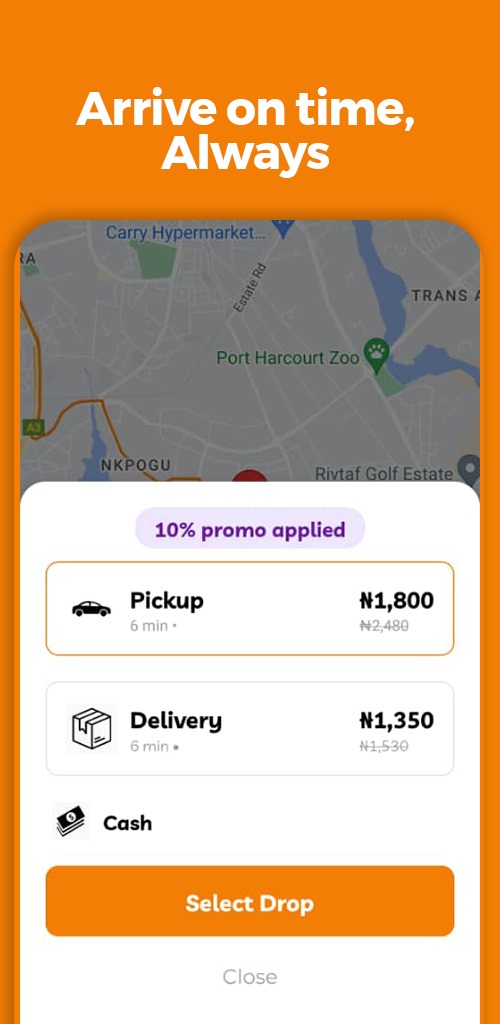 Arrive on time,
Always
Carry Hypermarket...
RA
Estate Rd
TRANS A
Port Harcourt Zoo
A3
NKPOGU
Rivtaf Golf Estate
10% promo applied
Pickup
₦1,800
6 min •
₦2,480
Delivery
₦1,350
6 min •
₦1,530
Cash
Select Drop
Close